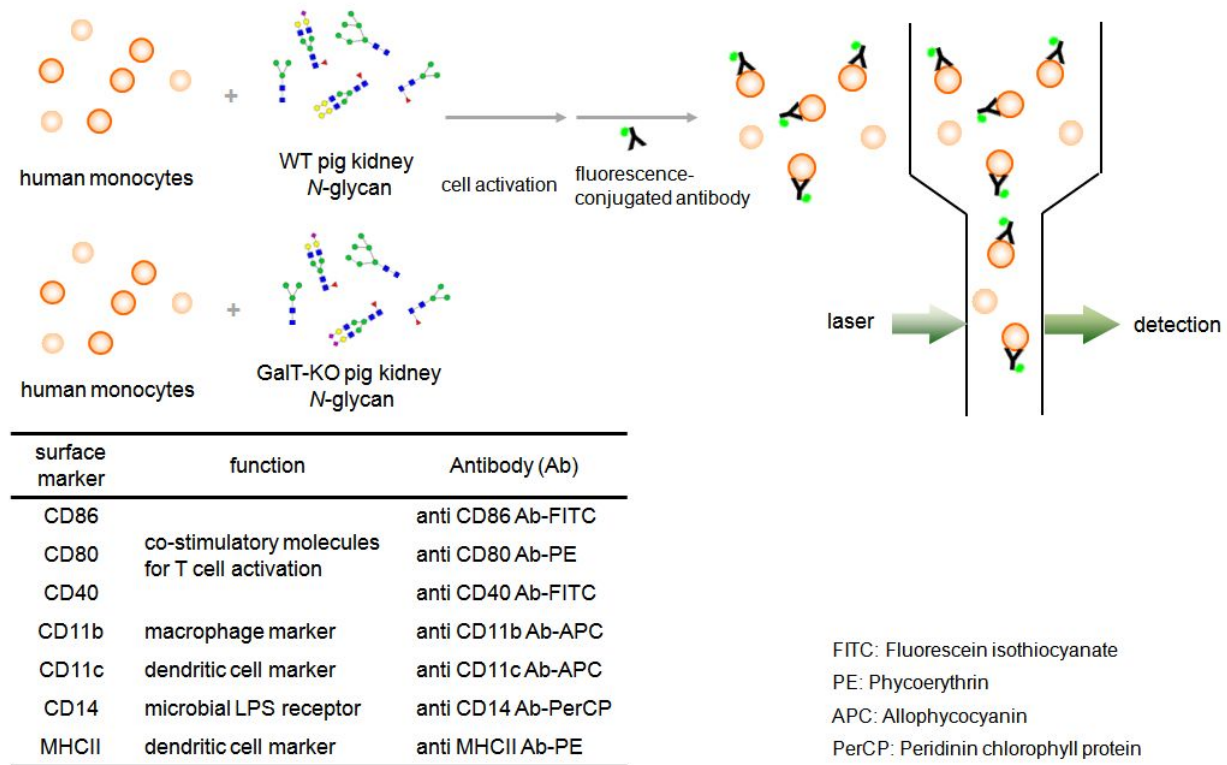 human monocytes
+
WT pig kidney
N-glycan
cell activation
fluorescence-
conjugated antibody
human monocytes
+
GalT-KO pig kidney
N-glycan
laser
detection
surface
marker
function
Antibody (Ab)
CD86
anti CD86 Ab-FITC
CD80
co-stimulatory molecules
for T cell activation
anti CD80 Ab-PE
CD40
anti CD40 Ab-FITC
CD11b
macrophage marker
anti CD11b Ab-APC
CD11c
dendritic cell marker
anti CD11c Ab-APC
CD14
microbial LPS receptor
anti CD14 Ab-PerCP
MHCII
dendritic cell marker
anti MHCII Ab-PE
FITC: Fluorescein isothiocyanate
PE: Phycoerythrin
APC: Allophycocyanin
PerCP: Peridinin chlorophyll protein